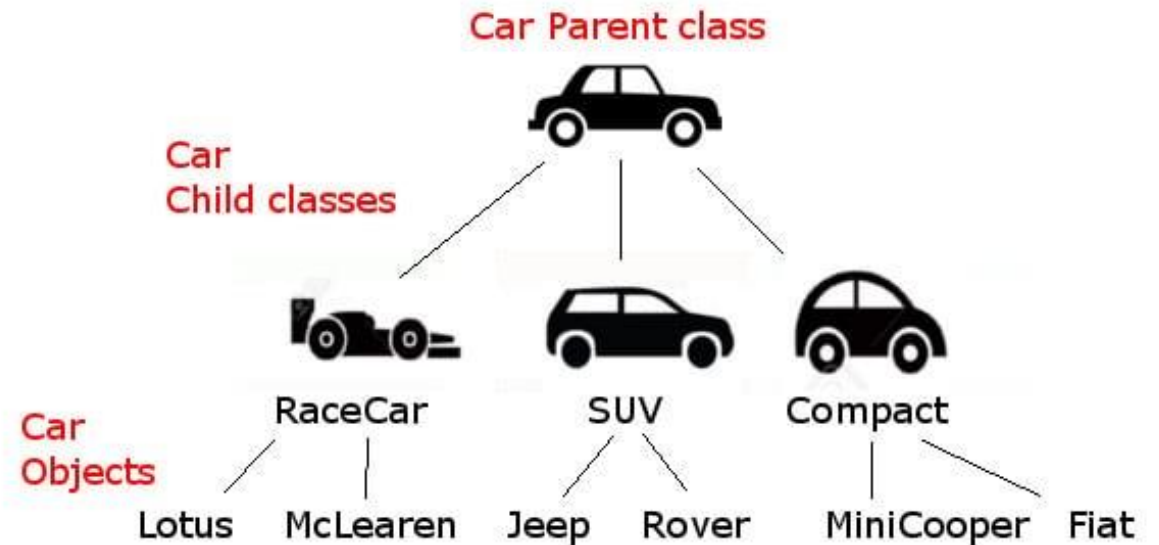 Car Parent class
Car
Child classes
RaceCar
SUV
Compact
Car
Objects
Lotus
McLearen
Jeep
Rover
MiniCooper
Fiat